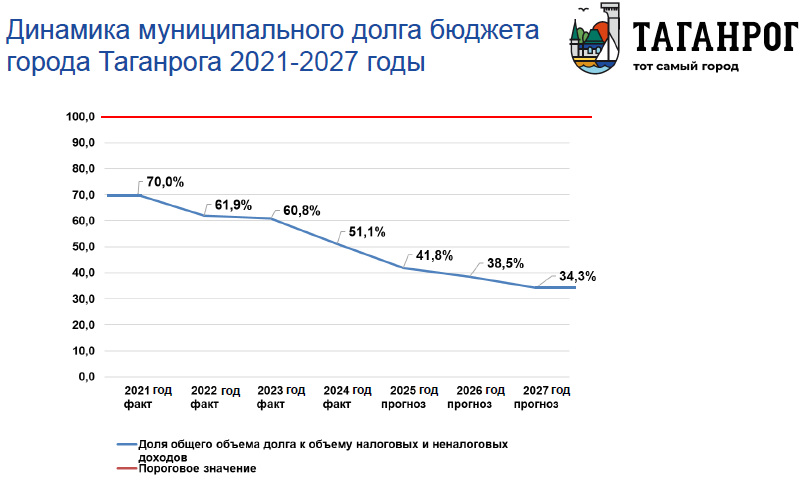 Динамика муниципального долга бюджета
города Таганрога 2021-2027 годы
ТАГАНРОГ
тот самый город
100,0
90,0
80,0
70,0
60,0
50,0
40,0
30,0
20,0
10,0
0,0
70,0%
61,9%
60,8%
51,1%
41,8%
38,5%
34,3%
2021 год
факт
2022 год
факт
2023 год
факт
2024 год
факт
2025 год
прогноз
2026 год
прогноз
2027 год
прогноз
Доля общего объема долга к объему налоговых и неналоговых
доходов
Пороговое значение